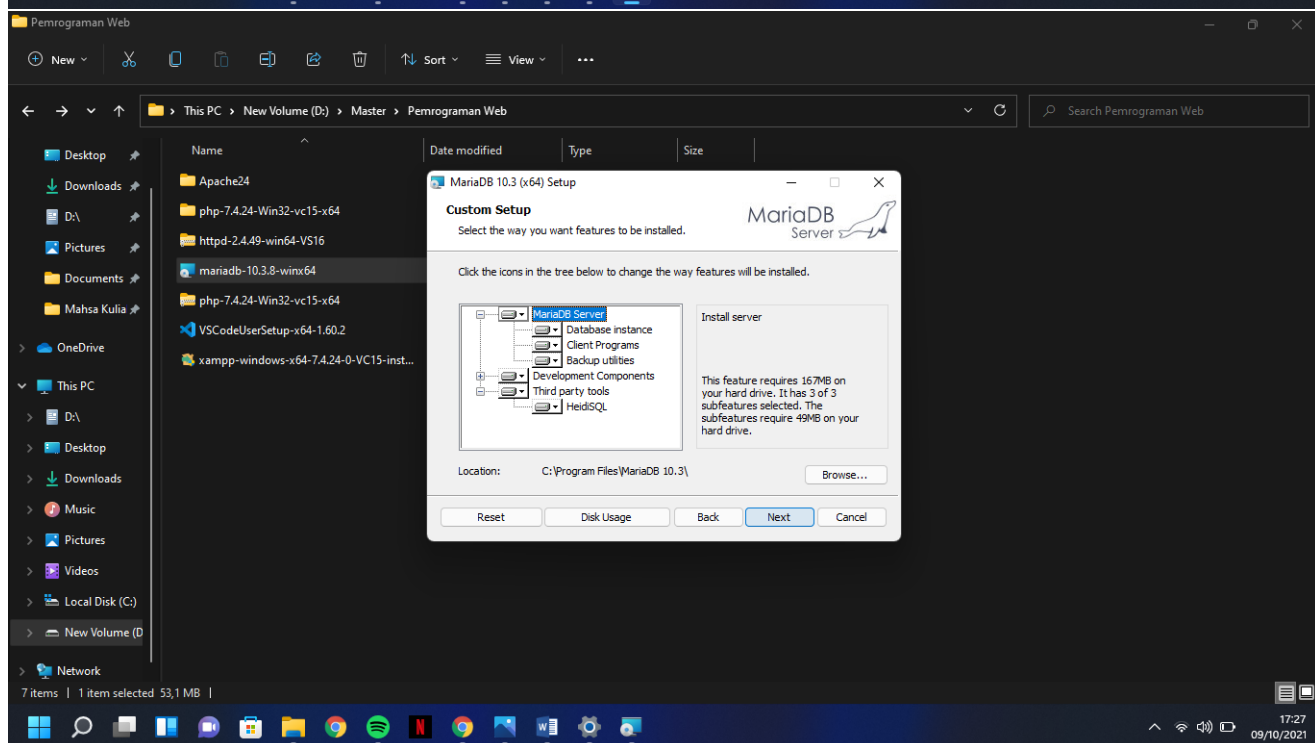 Pemrograman Web
New
Sort
View
This PC > New Volume (D:) > Master > Pemrograman Web
Search Pemrograman Web
Desktop
Downloads
D:\
Pictures
Documents
Mahsa Kulia
OneDrive
This PC
D:\
Desktop
Downloads
Music
Pictures
Videos
Local Disk (C:)
New Volume (D
Network
Name
Date modified
Type
Size
Apache24
php-7.4.24-Win32-vc15-x64
httpd-2.4.49-win64-VS16
mariadb-10.3.8-winx64
php-7.4.24-Win32-vc15-x64
VSCodeUserSetup-x64-1.60.2
xampp-windows-x64-7.4.24-0-VC15-inst...
MariaDB 10.3 (x64) Setup
Custom Setup
Select the way you want features to be installed.
MariaDB
Server
Click the icons in the tree below to change the way features will be installed.
MariaDB Server
Database instance
Client Programs
Backup utilities
Development Components
Third party tools
HeidiSQL
Install server
This feature requires 167MB on
your hard drive. It has 3 of 3
subfeatures selected. The
subfeatures require 49MB on your
hard drive.
Location: C:\Program Files\MariaDB 10.3\
Browse...
Reset
Disk Usage
Back
Next
Cancel
7 items | 1 item selected 53,1 MB |
17:27
09/10/2021